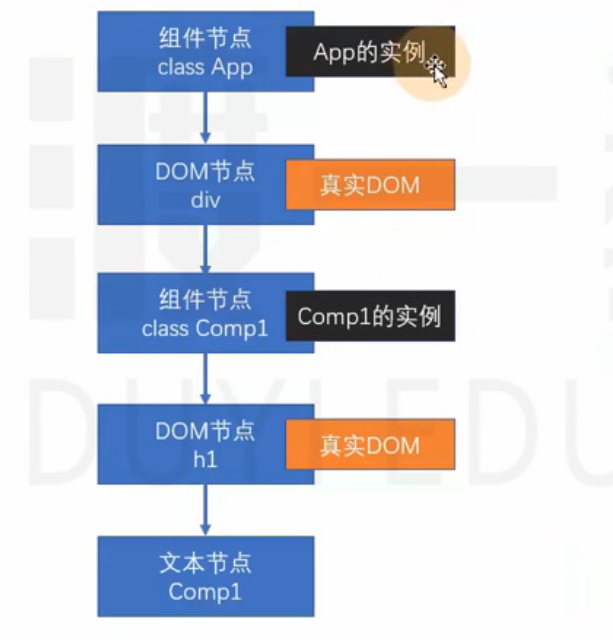 组件节点
class App
App的实例
DOM节点
div
真实DOM
组件节点
class Comp1
Comp1的实例
DOM节点
h1
真实DOM
文本节点
Comp1
DUYI EDU